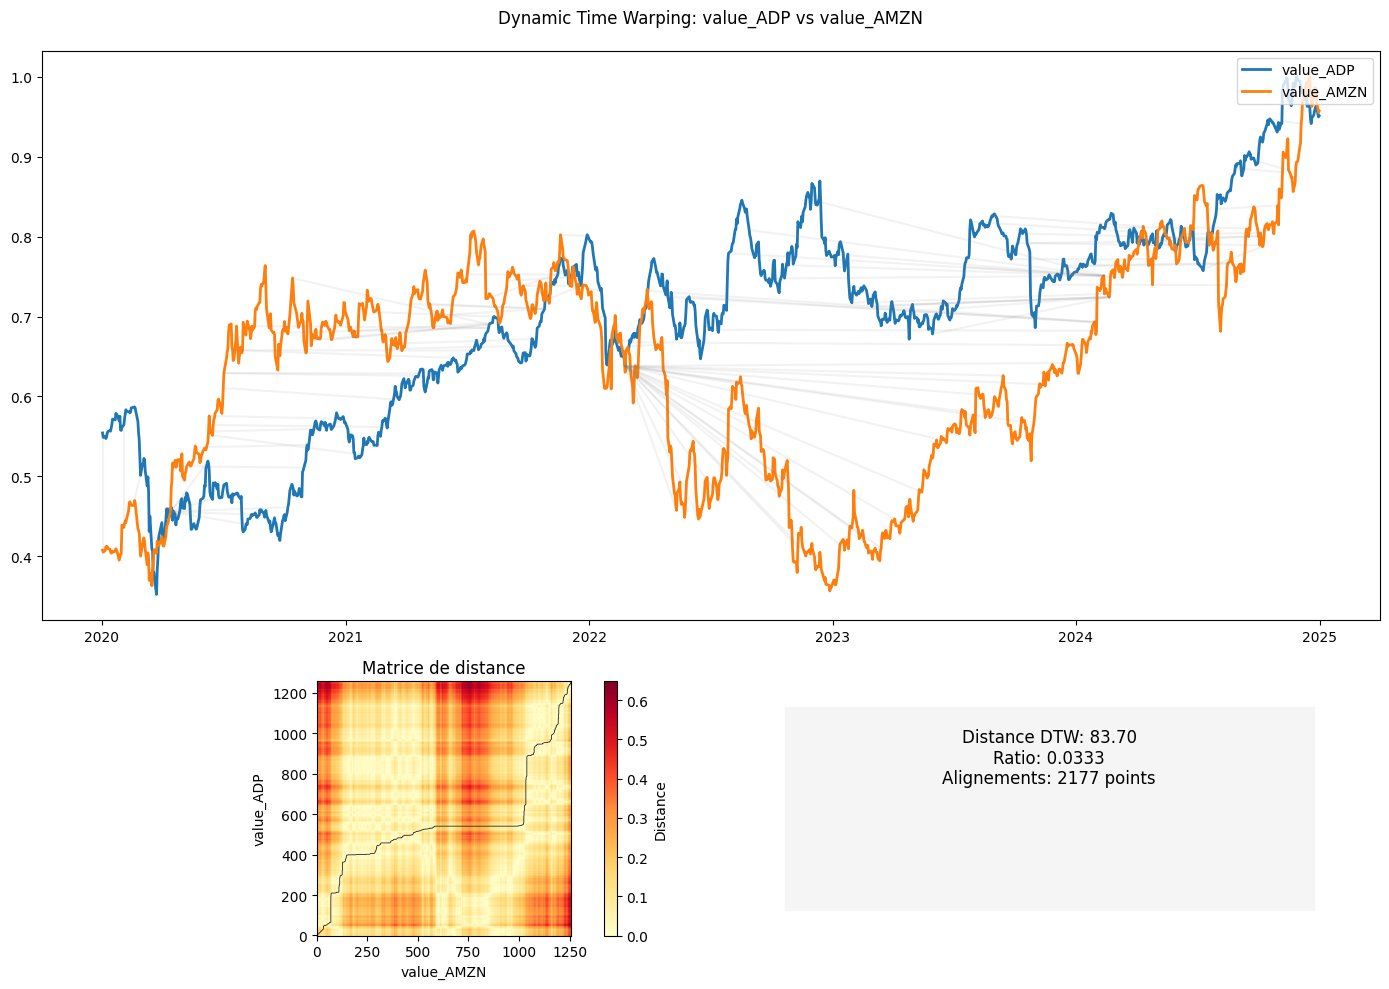 Dynamic Time Warping: value_ADP vs value_AMZN
value_ADP
value_AMZN
1.0
0.9
0.8
0.7
0.6
0.5
0.4
2020 2021 2022 2023 2024 2025
Matrice de distance
1200
1000
800
600
400
200
0
value_ADP
0 250 500 750 1000 1250
value_AMZN
0.6
0.5
0.4
0.3
0.2
0.1
0.0
Distance
Distance DTW: 83.70
Ratio: 0.0333
Alignements: 2177 points